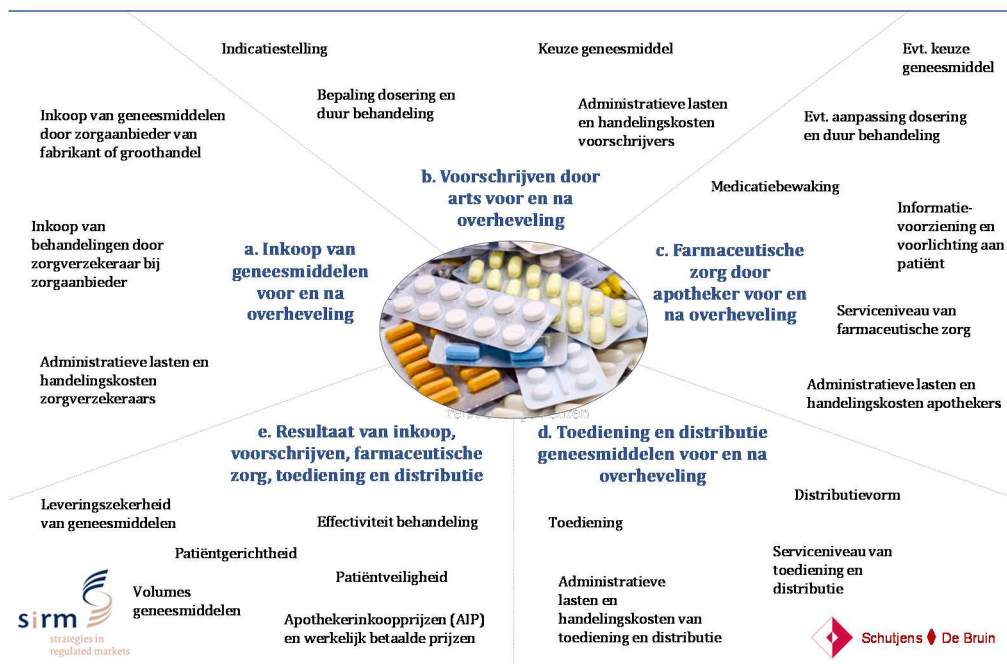 Indicatiestelling
Bepaling dosering en
duur behandeling
Keuze geneesmiddel
Administratieve lasten
en handelingskosten
voorschrijvers
Evt. keuze
geneesmiddel
Evt. aanpassing dosering
en duur behandeling
Inkoop van geneesmiddelen
door zorgaanbieder van
fabrikant of groothandel
b. Voorschrijven door
arts voor en na
overheveling
Medicatiebewaking
Informatie-
voorziening en
voorlichting aan
patiënt
Inkoop van
behandelingen door
zorgverzekeraar bij
zorgaanbieder
a. Inkoop van
geneesmiddelen
voor en na
overheveling
c. Farmaceutische
zorg door
apotheker voor en
na overheveling
Serviceniveau van
farmaceutische zorg
Administratieve lasten en
handelingskosten
zorgverzekeraars
Administratieve lasten en
handelingskosten apothekers
e. Resultaat van inkoop,
voorschrijven, farmaceutische
zorg, toediening en distributie
d. Toediening en distributie
geneesmiddelen voor en na
overheveling
Leveringszekerheid
van geneesmiddelen
Effectiviteit behandeling
Patiëntgerichtheid
Patiëntveiligheid
Volumes
geneesmiddelen
Apothekerinkoopprijzen (AIP)
en werkelijk betaalde prijzen
Toediening
Distributievorm
Serviceniveau van
toediening en
distributie
Administratieve
lasten en
handelingskosten van
toediening en distributie
sirm
strategies in
regulated markets
Schutjens De Bruin